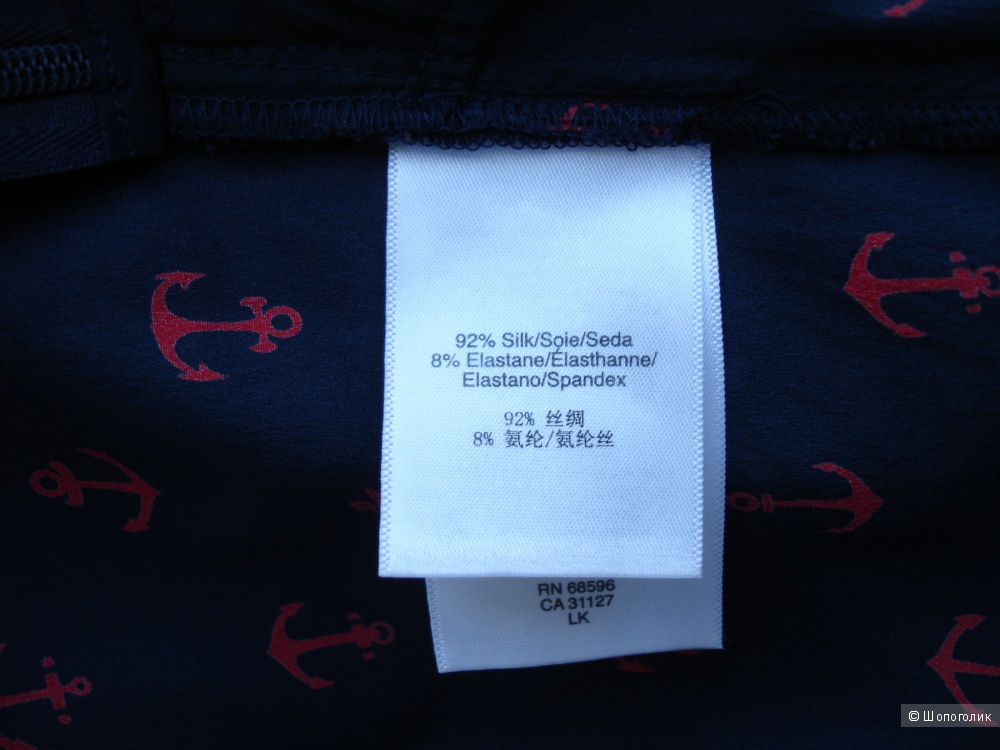 92% Silk/Soie/Seda
8% Elastane/Élasthanne/
Elastano/Spandex
92% 丝绸
8% 氨纶/氨纶丝
RN 68596
CA 31127
LK
© Шопоголик